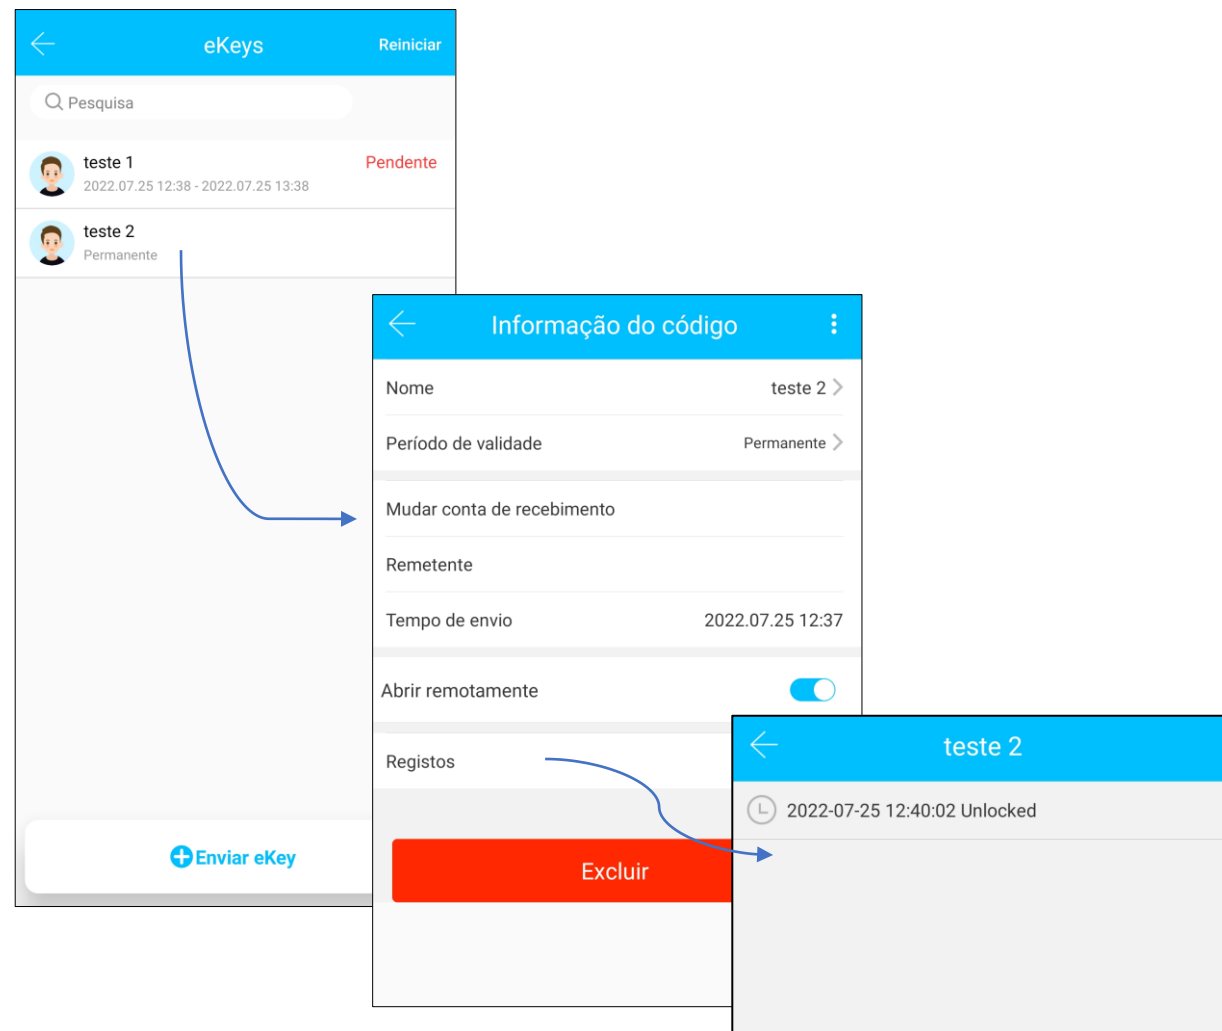 eKeys
Reiniciar
Pesquisa
teste 1
Pendente
2022.07.25 12:38 - 2022.07.25 13:38
teste 2
Permanente
Enviar eKey
Informação do código
Nome
teste 2
Período de validade
Permanente
Mudar conta de recebimento
Remetente
Tempo de envio
2022.07.25 12:37
Abrir remotamente
Registos
Excluir
teste 2
2022-07-25 12:40:02 Unlocked